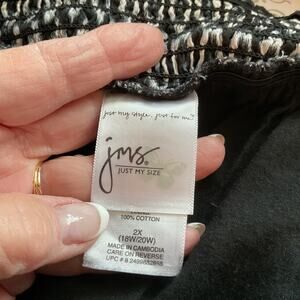 just my style. just for me.®
jms®
JUST MY SIZE
100% COTTON
2X
(18W/20W)
MADE IN CAMBODIA
CARE ON REVERSE
UPC #